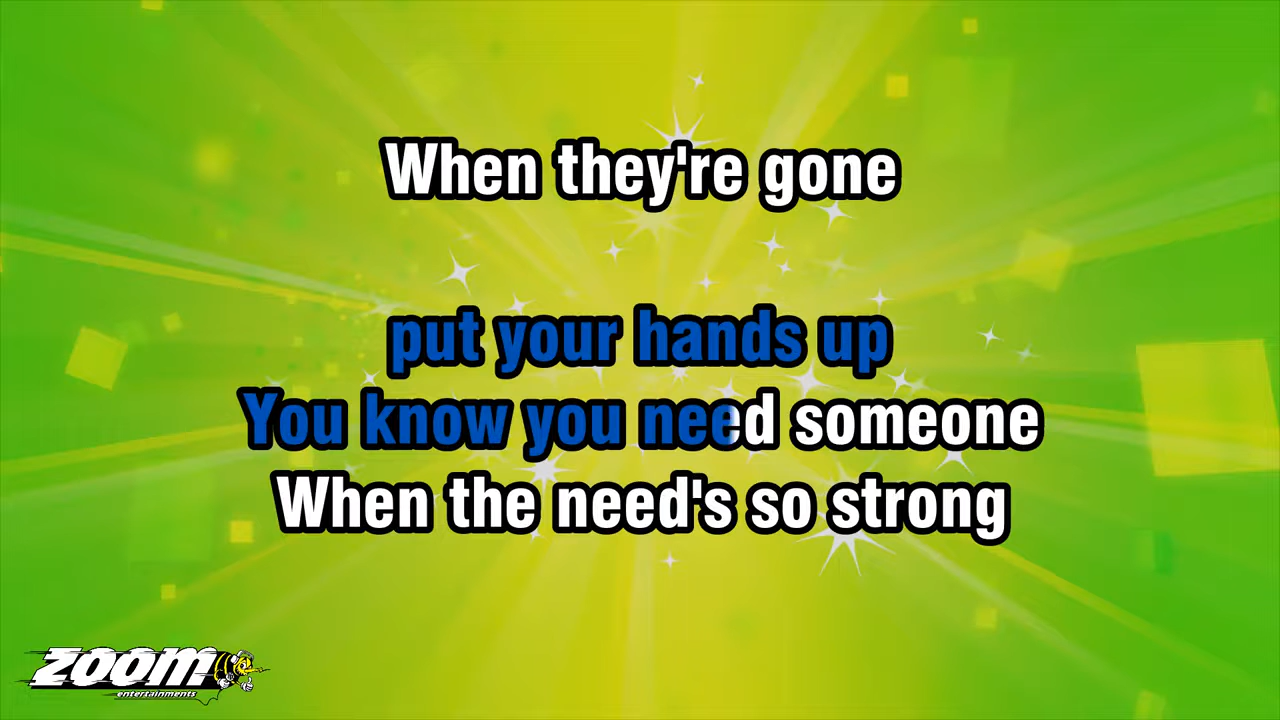 When they're gone
put your hands up
You know you need someone
When the need's so strong
zoom
entertainments